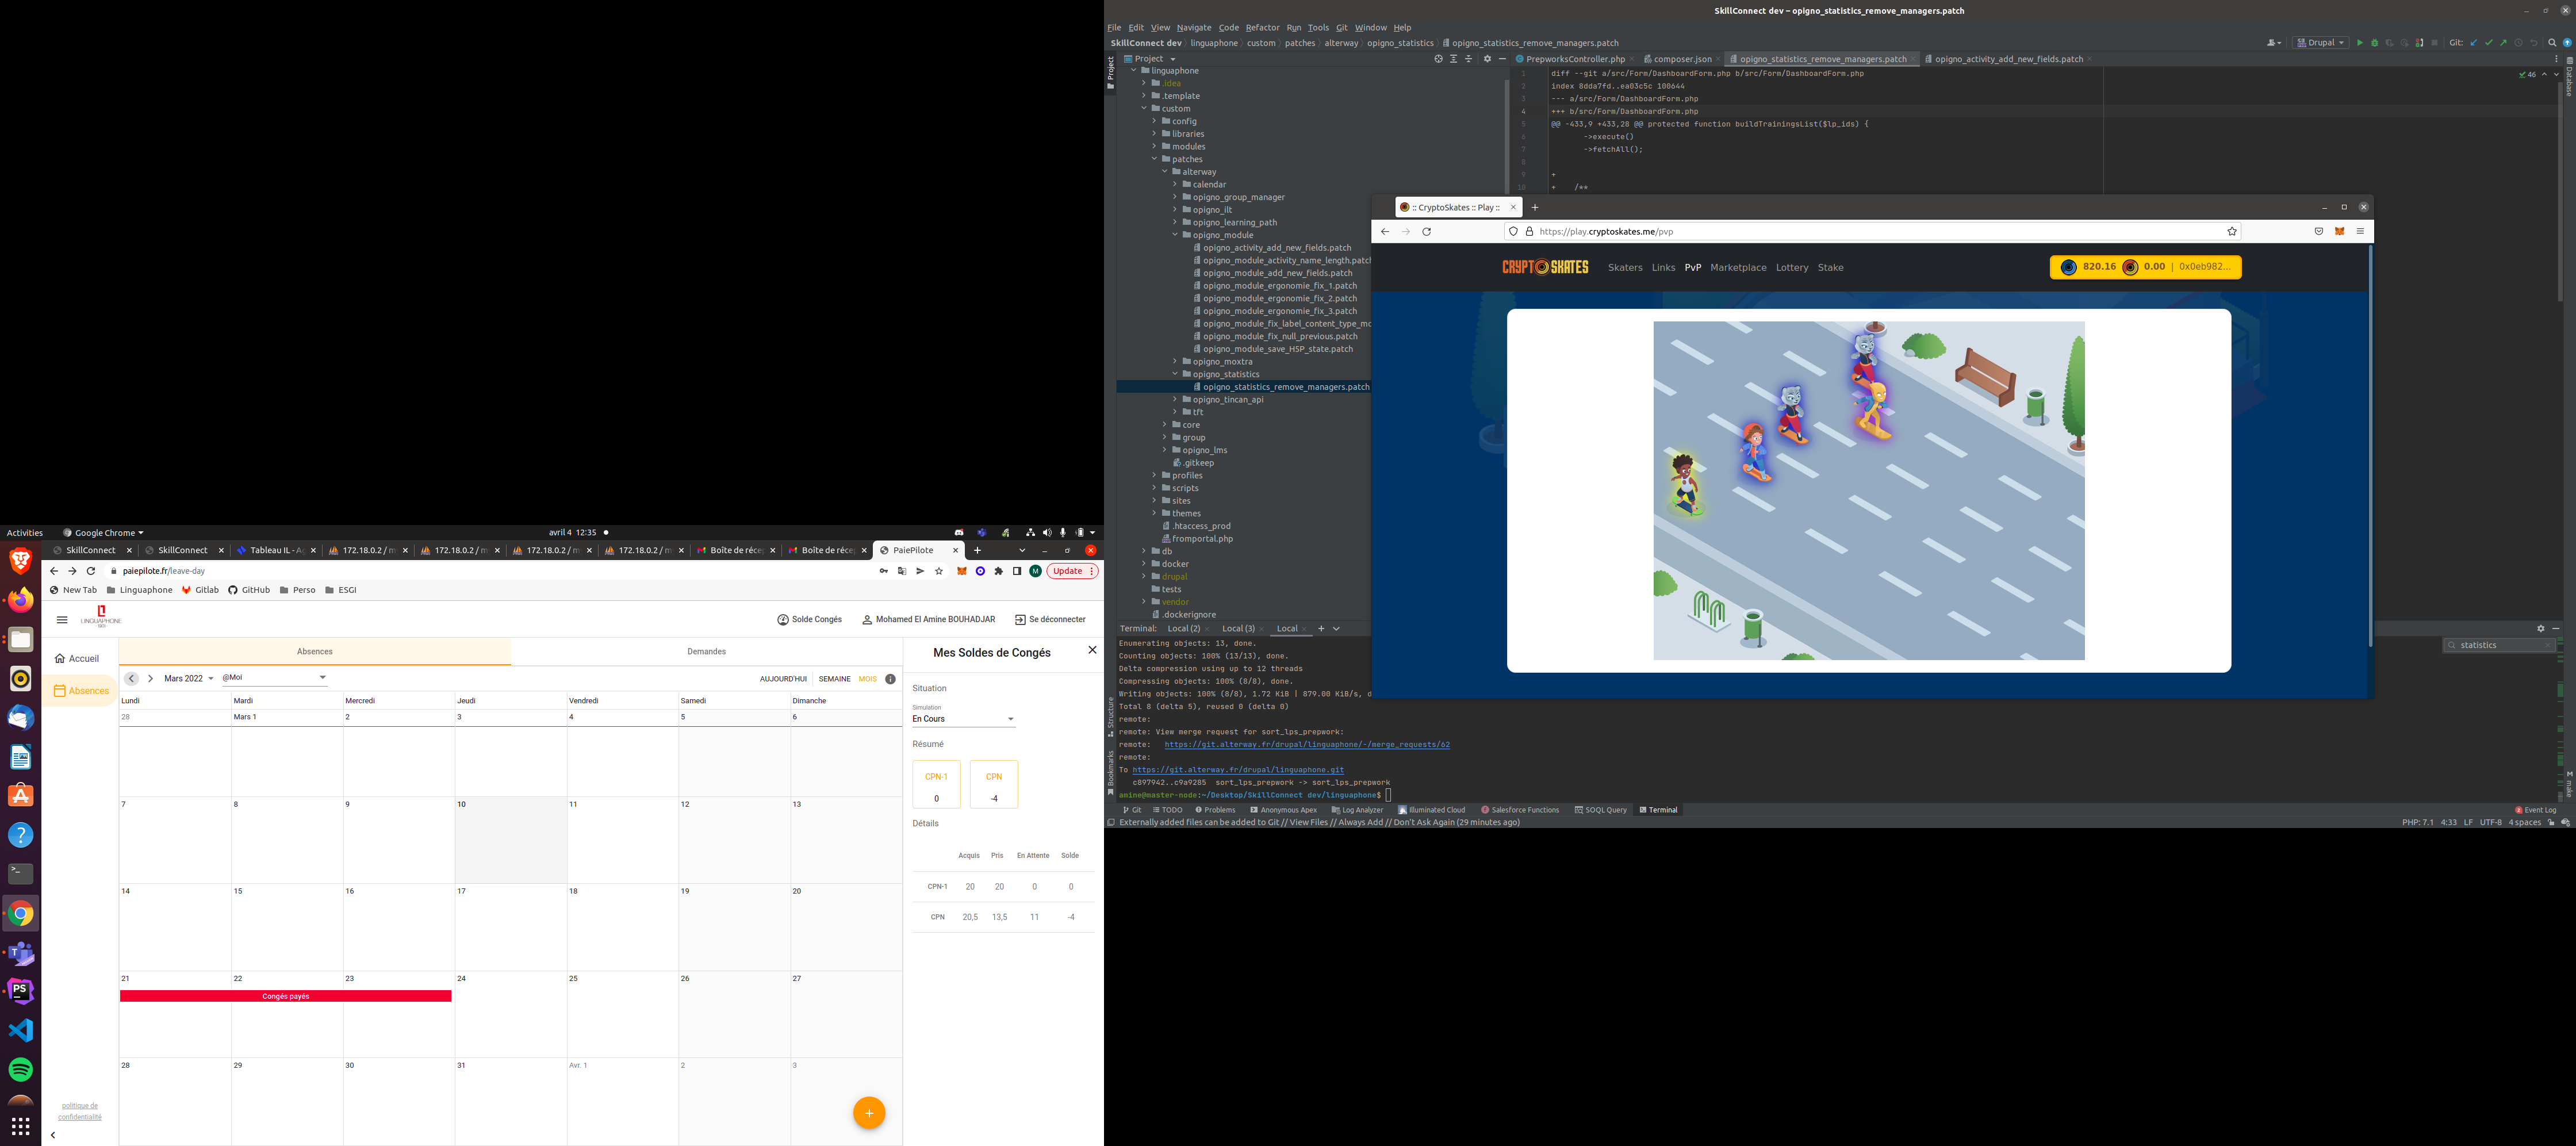 SkillConnect dev – opigno_statistics_remove_managers.patch
File Edit View Navigate Code Refactor Run Tools Git Window Help
SkillConnect dev linguaphone custom patches alterway opigno_statistics opigno_statistics_remove_managers.patch
Drupal Git:
Project
PrepworksController.php composer.json opigno_statistics_remove_managers.patch opigno_activity_add_new_fields.patch
linguaphone
.idea
.template
custom
config
libraries
modules
patches
alterway
calendar
opigno_group_manager
opigno_ilt
opigno_learning_path
opigno_module
opigno_activity_add_new_fields.patch
opigno_module_activity_name_length.patch
opigno_module_add_new_fields.patch
opigno_module_ergonomie_fix_1.patch
opigno_module_ergonomie_fix_2.patch
opigno_module_ergonomie_fix_3.patch
opigno_module_fix_label_content_type_mo
opigno_module_fix_null_previous.patch
opigno_module_save_H5P_state.patch
opigno_moxtra
opigno_statistics
opigno_statistics_remove_managers.patch
opigno_tincan_api
tft
core
group
opigno_lms
.gitkeep
profiles
scripts
sites
themes
.htaccess_prod
fromportal.php
db
docker
drupal
tests
vendor
.dockerignore
1 diff --git a/src/Form/DashboardForm.php b/src/Form/DashboardForm.php
2 index 8dda7fd..ea03c5c 100644
3 --- a/src/Form/DashboardForm.php
4 +++ b/src/Form/DashboardForm.php
5 @@ -433,9 +433,28 @@ protected function buildTrainingsList($lp_ids) {
6 ->execute()
7 ->fetchAll();
8
9 +
10 + /**
46
Project
Structure
Bookmarks
Database
make
:: CryptoSkates :: Play ::
https://play.cryptoskates.me/pvp
CRYPTOSKATES
Skaters Links PvP Marketplace Lottery Stake
820.16 0.00 | 0x0eb982...
Terminal: Local (2) Local (3) Local
statistics
Enumerating objects: 13, done.
Counting objects: 100% (13/13), done.
Delta compression using up to 12 threads
Compressing objects: 100% (8/8), done.
Writing objects: 100% (8/8), 1.72 KiB | 879.00 KiB/s, d
Total 8 (delta 5), reused 0 (delta 0)
remote:
remote: View merge request for sort_lps_prepwork:
remote: https://git.alterway.fr/drupal/linguaphone/-/merge_requests/62
remote:
To https://git.alterway.fr/drupal/linguaphone.git
c897942..c9a9285 sort_lps_prepwork -> sort_lps_prepwork
amine@master-node:~/Desktop/SkillConnect dev/linguaphone$
Git TODO Problems Anonymous Apex Log Analyzer Illuminated Cloud Salesforce Functions SOQL Query Terminal Event Log
Externally added files can be added to Git // View Files // Always Add // Don't Ask Again (29 minutes ago)
PHP: 7.1 4:33 LF UTF-8 4 spaces
Activities Google Chrome avril 4 12:35
SkillConnect SkillConnect Tableau IL - Ag 172.18.0.2 / m 172.18.0.2 / m 172.18.0.2 / m 172.18.0.2 / m Boîte de récep Boîte de récep PaiePilote
paiepilote.fr/leave-day
M Update
New Tab Linguaphone Gitlab GitHub Perso ESGI
LINGUAPHONE
Solde Congés Mohamed El Amine BOUHADJAR Se déconnecter
Accueil
Absences
politique de
confidentialité
Absences Demandes
Mars 2022 @Moi AUJOURD'HUI SEMAINE MOIS
Lundi Mardi Mercredi Jeudi Vendredi Samedi Dimanche
28 Mars 1 2 3 4 5 6
7 8 9 10 11 12 13
14 15 16 17 18 19 20
21 22 23 24 25 26 27
Congés payés
28 29 30 31 Avr. 1 2 3
Mes Soldes de Congés
Situation
Simulation
En Cours
Résumé
CPN-1 CPN
0 -4
Détails
Acquis Pris En Attente Solde
CPN-1 20 20 0 0
CPN 20,5 13,5 11 -4
PS